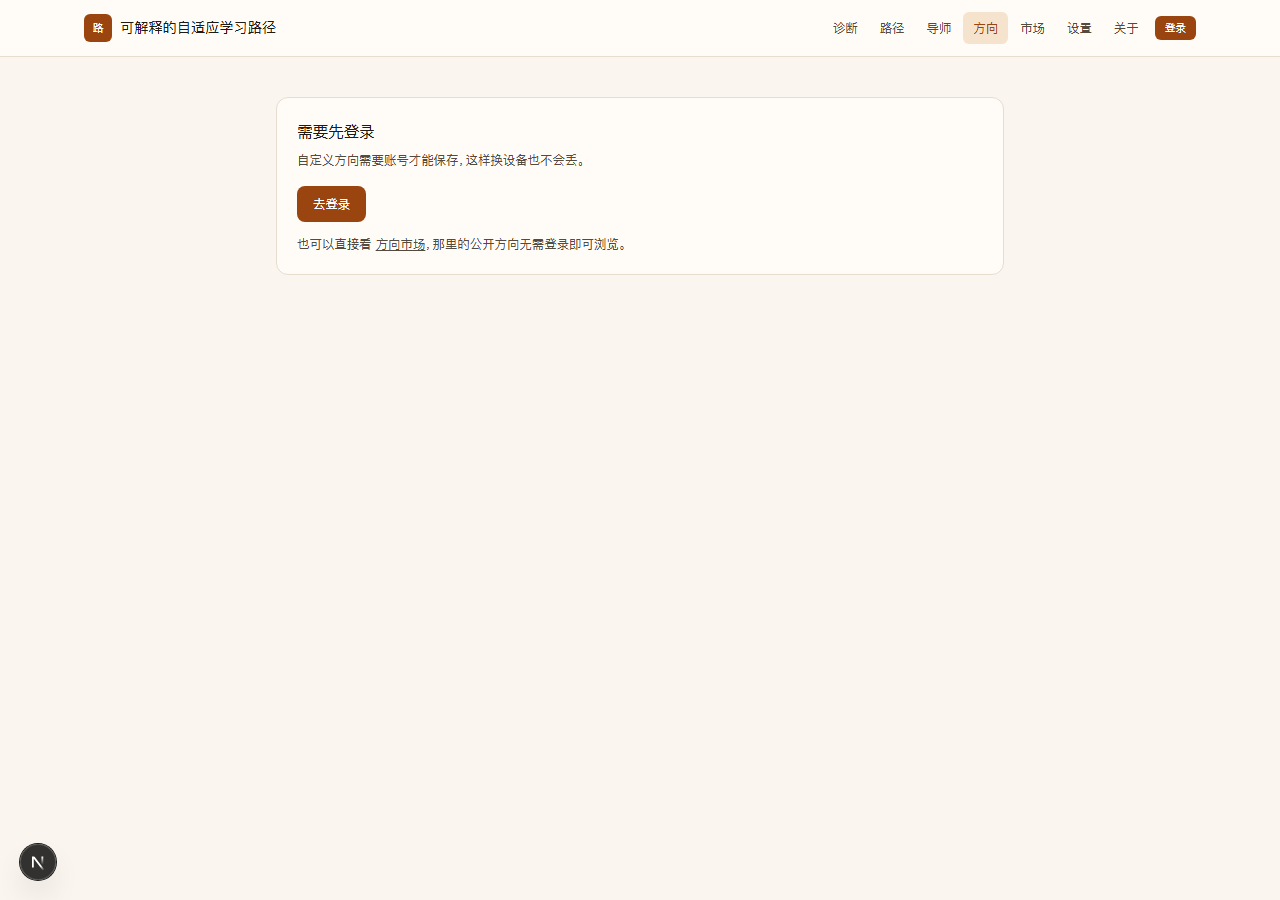 路 可解释的自适应学习路径 诊断 路径 导师 方向 市场 设置 关于 登录
需要先登录
自定义方向需要账号才能保存, 这样换设备也不会丢。
去登录
也可以直接看 方向市场, 那里的公开方向无需登录即可浏览。
N